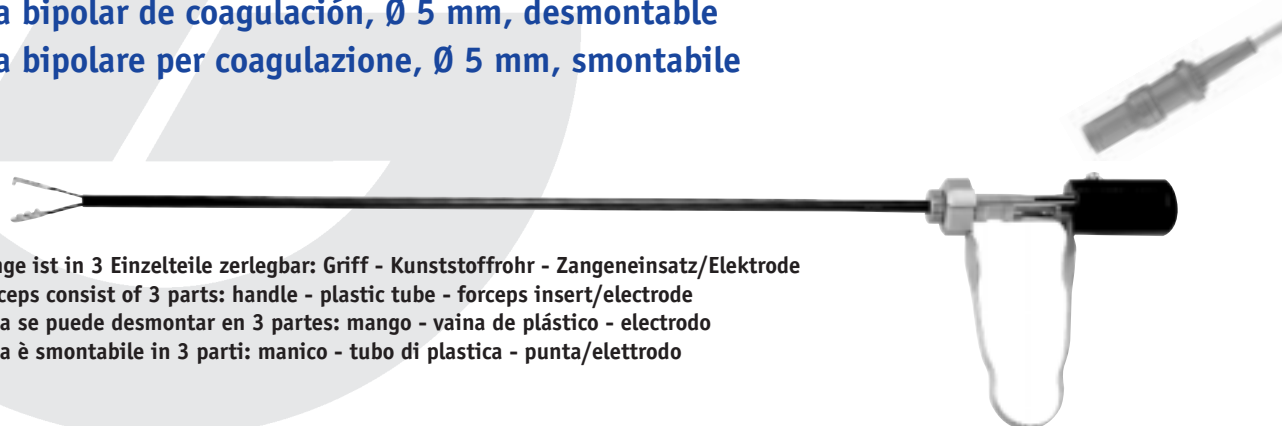 a bipolar de coagulación, Ø 5 mm, desmontable
a bipolare per coagulazione, Ø 5 mm, smontabile
nge ist in 3 Einzelteile zerlegbar: Griff - Kunststoffrohr - Zangeneinsatz/Elektrode
ceps consist of 3 parts: handle - plastic tube - forceps insert/electrode
a se puede desmontar en 3 partes: mango - vaina de plástico - electrodo
a è smontabile in 3 parti: manico - tubo di plastica - punta/elettrodo